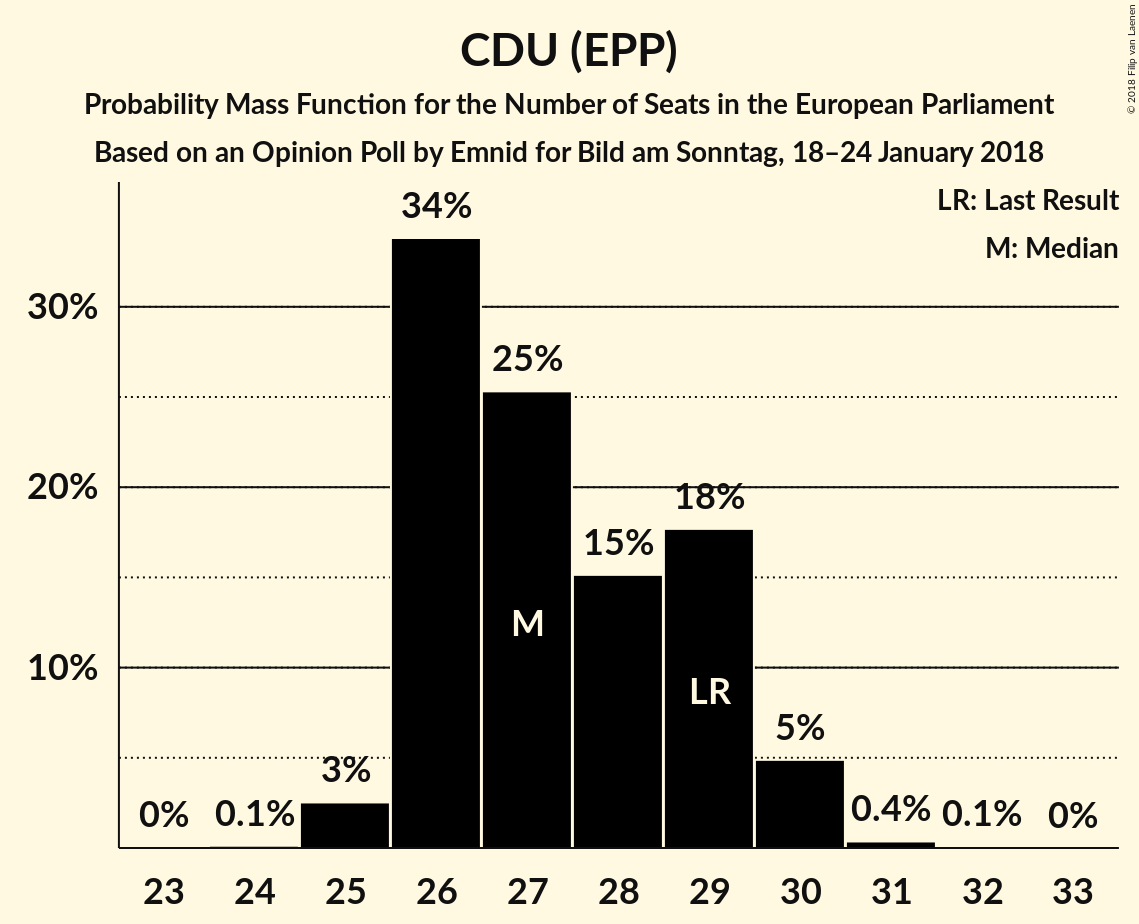 CDU (EPP)
Probability Mass Function for the Number of Seats in the European Parliament
Based on an Opinion Poll by Emnid for Bild am Sonntag, 18–24 January 2018
© 2018 Filip van Laenen
LR: Last Result
M: Median
34%
30%
25%
20%
18%
15%
M
10%
LR
5%
3%
0%
0.1%
0.4%
0.1%
0%
23 24 25 26 27 28 29 30 31 32 33